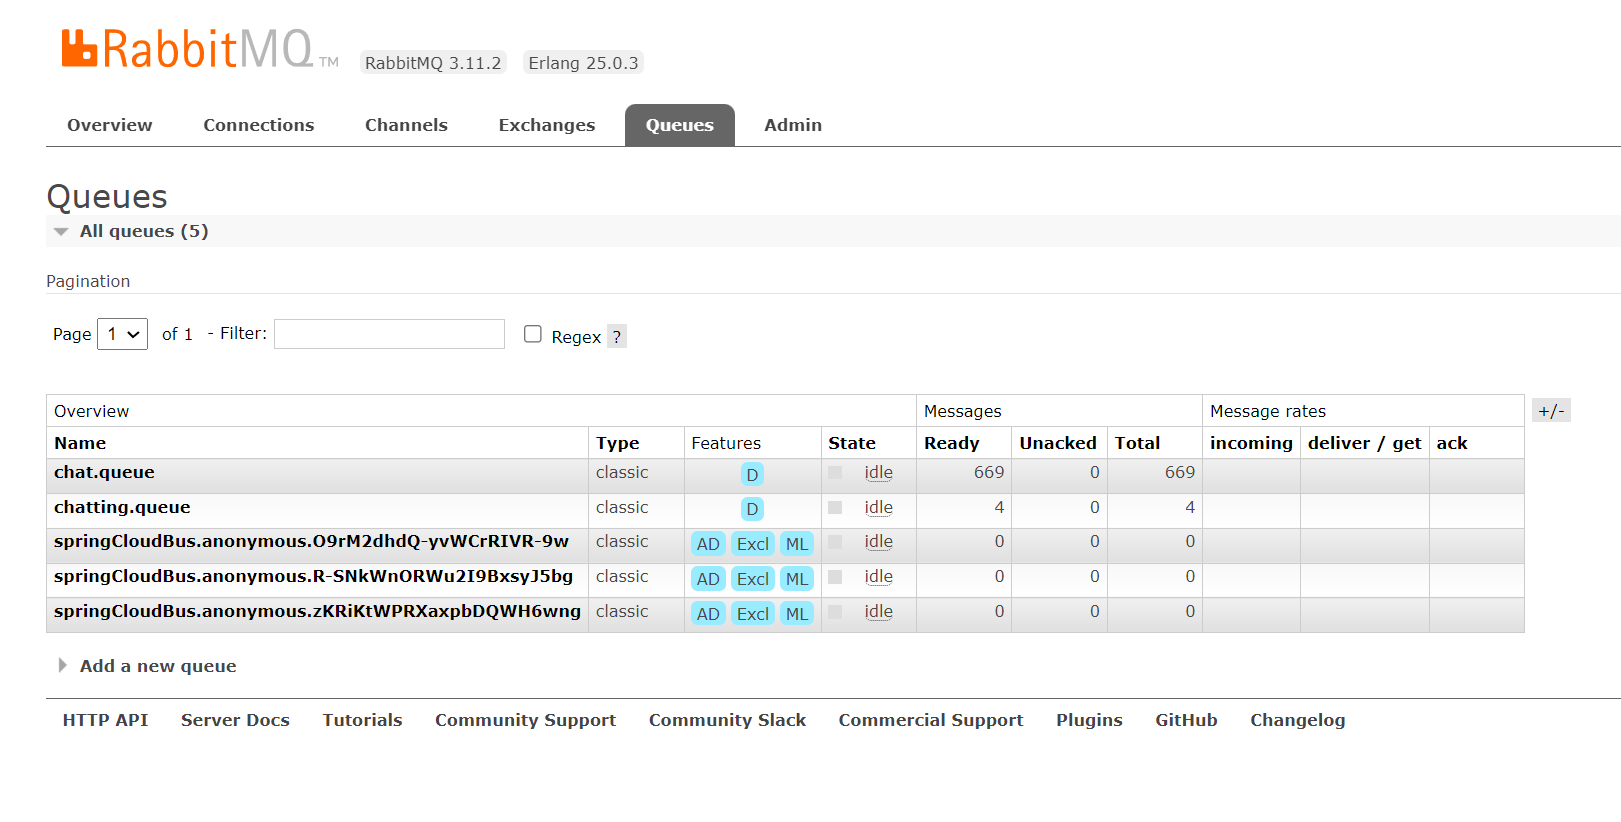 RabbitMQ TM RabbitMQ 3.11.2 Erlang 25.0.3
Overview Connections Channels Exchanges Queues Admin
Queues
All queues (5)
Pagination
Page 1 of 1 - Filter: Regex ?
Overview Messages Message rates +/-
Name Type Features State Ready Unacked Total incoming deliver / get ack
chat.queue classic D idle 669 0 669
chatting.queue classic D idle 4 0 4
springCloudBus.anonymous.O9rM2dhdQ-yvWCrRIVR-9w classic AD Excl ML idle 0 0 0
springCloudBus.anonymous.R-SNkWnORWu2I9BxsyJ5bg classic AD Excl ML idle 0 0 0
springCloudBus.anonymous.zKRiKtWPRXaxpbDQWH6wng classic AD Excl ML idle 0 0 0
Add a new queue
HTTP API Server Docs Tutorials Community Support Community Slack Commercial Support Plugins GitHub Changelog